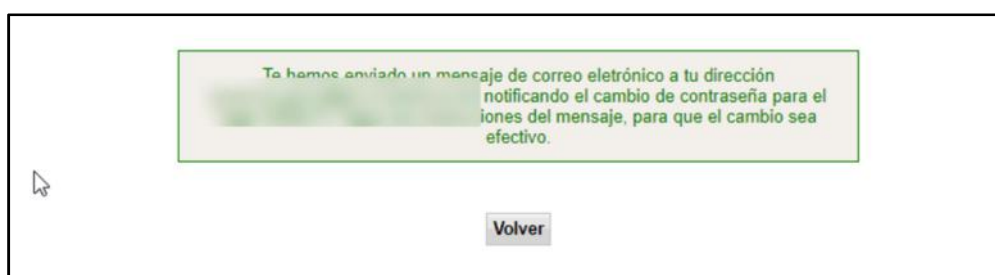 Te hemos enviado un mensaje de correo eletrónico a tu dirección
notificando el cambio de contraseña para el
iones del mensaje, para que el cambio sea
efectivo.
Volver